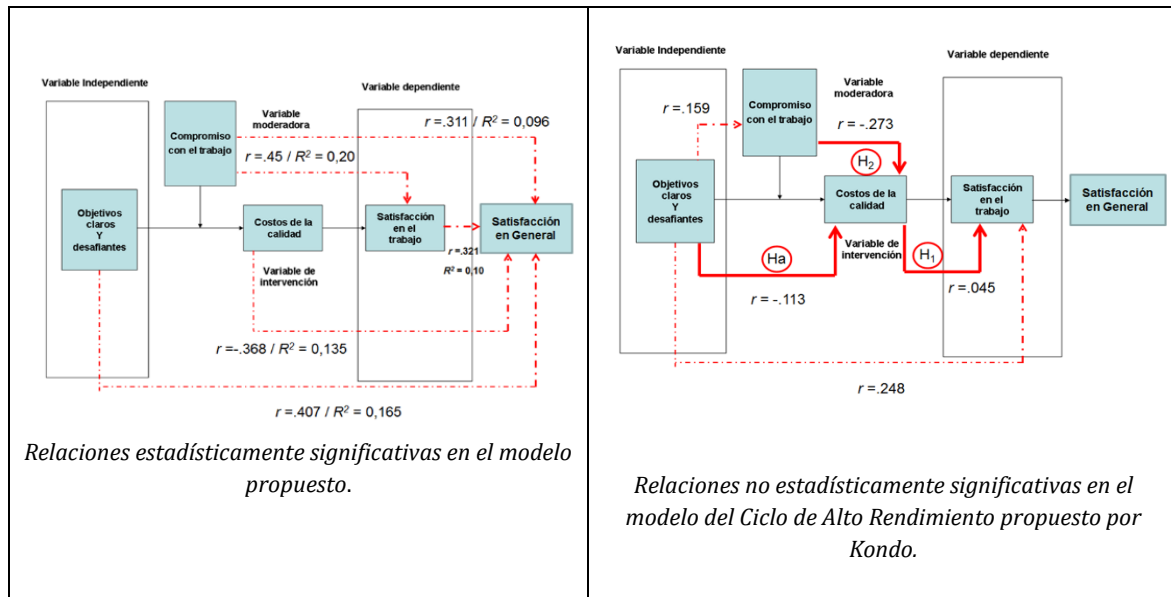 Variable Independiente
Variable dependiente
Variable
moderadora
r =.311 / R² = 0,096
Compromiso
con el trabajo
r =.45 / R² = 0,20
Objetivos
claros
Y
desafiantes
Costos de la
calidad
Satisfacción
en el
trabajo
Satisfacción
en General
r =.321
R² = 0,10
Variable de
intervención
r =-.368 / R² = 0,135
r =.407 / R² = 0,165
Relaciones estadísticamente significativas en el modelo
propuesto.
Variable Independiente
Variable dependiente
Variable
moderadora
r =.159
Compromiso
con el trabajo
r = -.273
H₂
Objetivos
claros
Y
desafiantes
Costos de la
calidad
Satisfacción
en el
trabajo
Satisfacción
en General
Variable de
intervención
Ha
H₁
r = -.113
r =.045
r =.248
Relaciones no estadísticamente significativas en el
modelo del Ciclo de Alto Rendimiento propuesto por
Kondo.